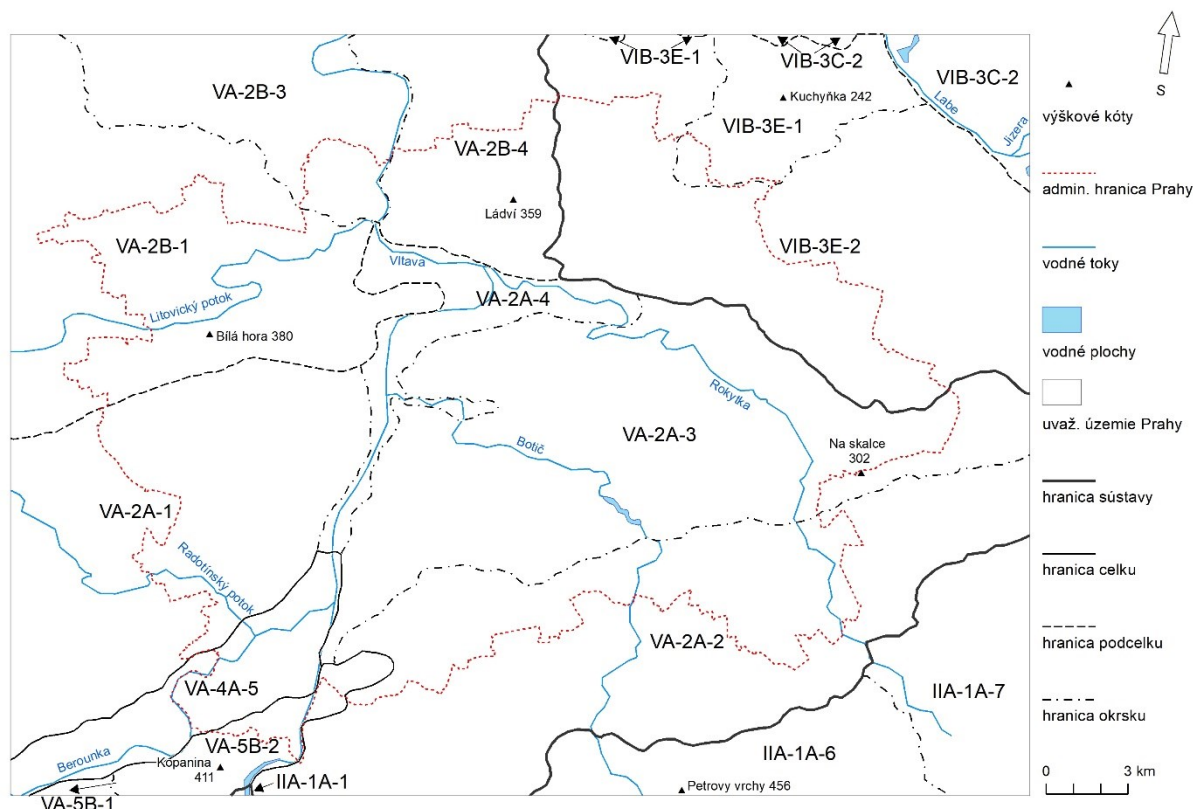 VIB-3E-1
VIB-3C-2
VIB-3C-2
VA-2B-3
Kuchyňka 242
Labe
VIB-3E-1
Jizera
VA-2B-4
Ládví 359
VA-2B-1
VIB-3E-2
Vltava
VA-2A-4
Litovický potok
Bílá hora 380
Rokytka
VA-2A-3
Botič
Na skalce
302
VA-2A-1
Radotínský potok
VA-2A-2
VA-4A-5
IIA-1A-7
VA-5B-2
Berounka
Kopanina
411
IIA-1A-6
IIA-1A-1
Petrovy vrchy 456
VA-5B-1
S
výškové kóty
admin. hranica Prahy
vodné toky
vodné plochy
uvaž. územie Prahy
hranica sústavy
hranica celku
hranica podcelku
hranica okrsku
0 3 km